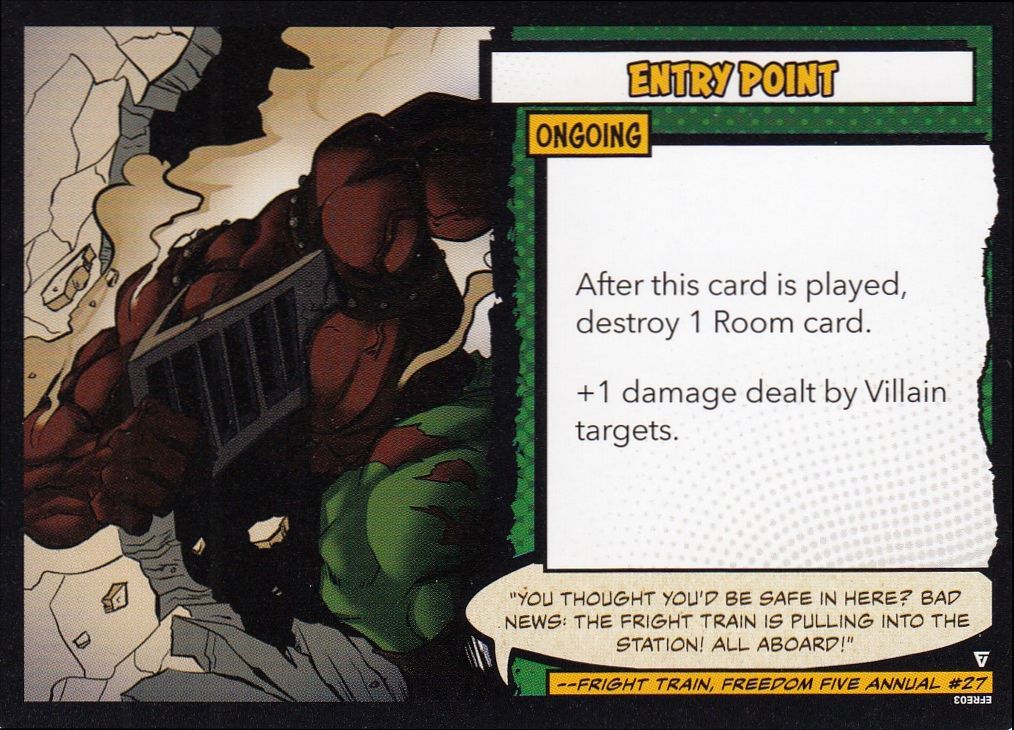 ENTRY POINT
ONGOING
After this card is played,
destroy 1 Room card.
+1 damage dealt by Villain
targets.
"YOU THOUGHT YOU'D BE SAFE IN HERE? BAD
NEWS: THE FRIGHT TRAIN IS PULLING INTO THE
STATION! ALL ABOARD!"
--FRIGHT TRAIN, FREEDOM FIVE ANNUAL #27
EFRE03